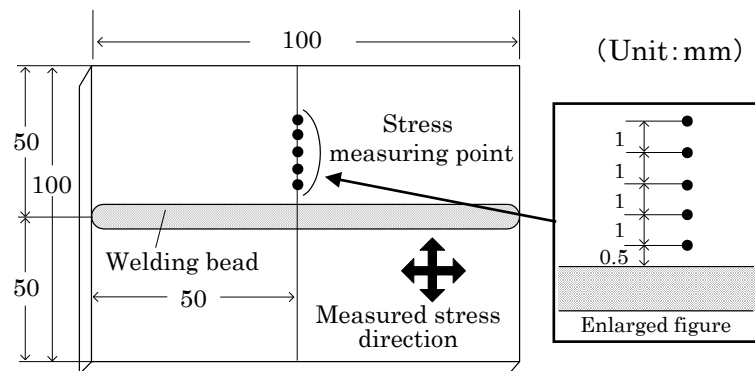 100
(Unit: mm)
50
100
50
Stress
measuring point
Welding bead
50
Measured stress
direction
1
1
1
1
0.5
Enlarged figure